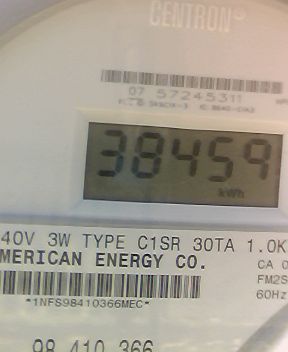 CENTRON®
07 57245311
38459
kWh
40V 3W TYPE C1SR 30TA 1.0K
MERICAN ENERGY CO.
CA 0
FM2S
60Hz
*1NFS98410366MEC*
98 410 366